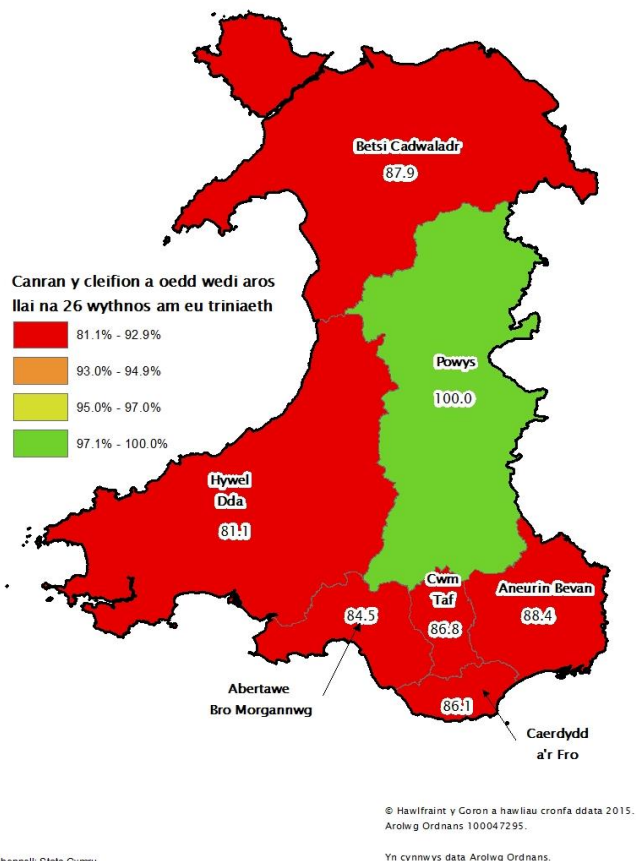 Betsi Cadwaladr
87.9
Canran y cleifion a oedd wedi aros
llai na 26 wythnos am eu triniaeth
81.1% - 92.9%
93.0% - 94.9%
95.0% - 97.0%
97.1% - 100.0%
Powys
100.0
Hywel
Dda
81.1
Cwm
Taf
86.8
Aneurin Bevan
88.4
84.5
Abertawe
Bro Morgannwg
86.1
Caerdydd
a'r Fro
© Hawlfraint y Goron a hawliau cronfa ddata 2015.
Arolwg Ordnans 100047295.
Yn cynnwys data Arolwg Ordnans.